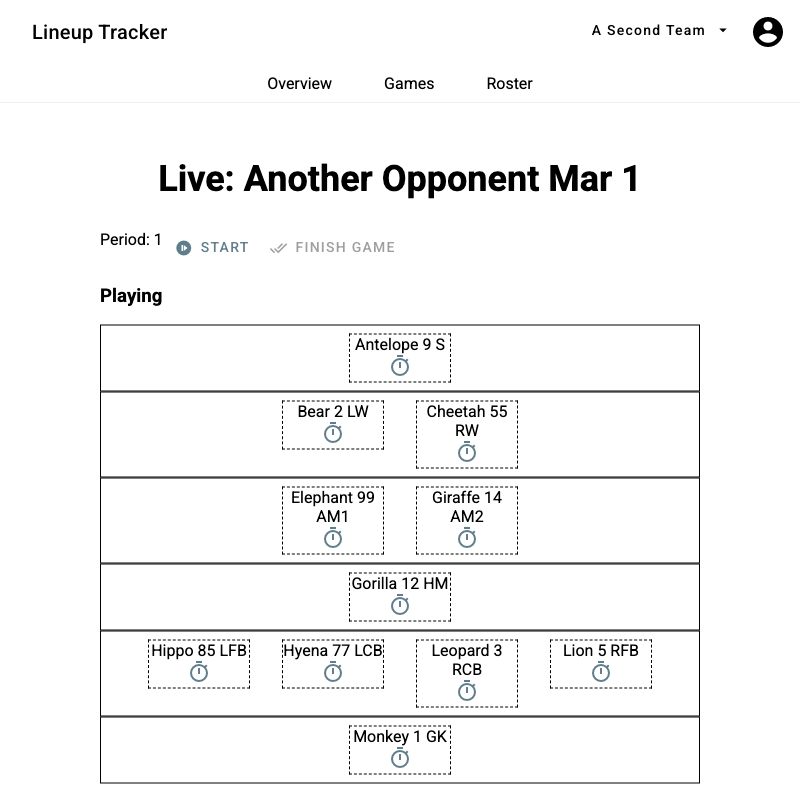 Lineup Tracker
A Second Team
Overview Games Roster
Live: Another Opponent Mar 1
Period: 1 START FINISH GAME
Playing
Antelope 9 S
Bear 2 LW
Cheetah 55
RW
Elephant 99
AM1
Giraffe 14
AM2
Gorilla 12 HM
Hippo 85 LFB
Hyena 77 LCB
Leopard 3
RCB
Lion 5 RFB
Monkey 1 GK